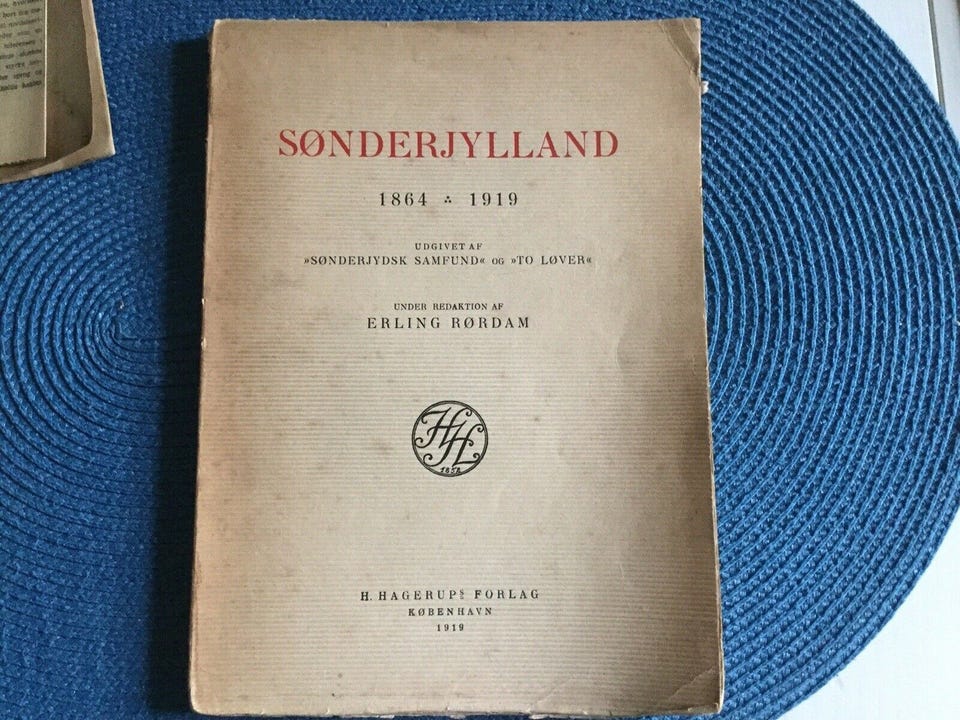 SØNDERJYLLAND
1864 ∴ 1919
UDGIVET AF
»SØNDERJYDSK SAMFUND« OG »TO LØVER«
UNDER REDAKTION AF
ERLING RØRDAM
HH
1852
H. HAGERUPS FORLAG
KØBENHAVN
1919